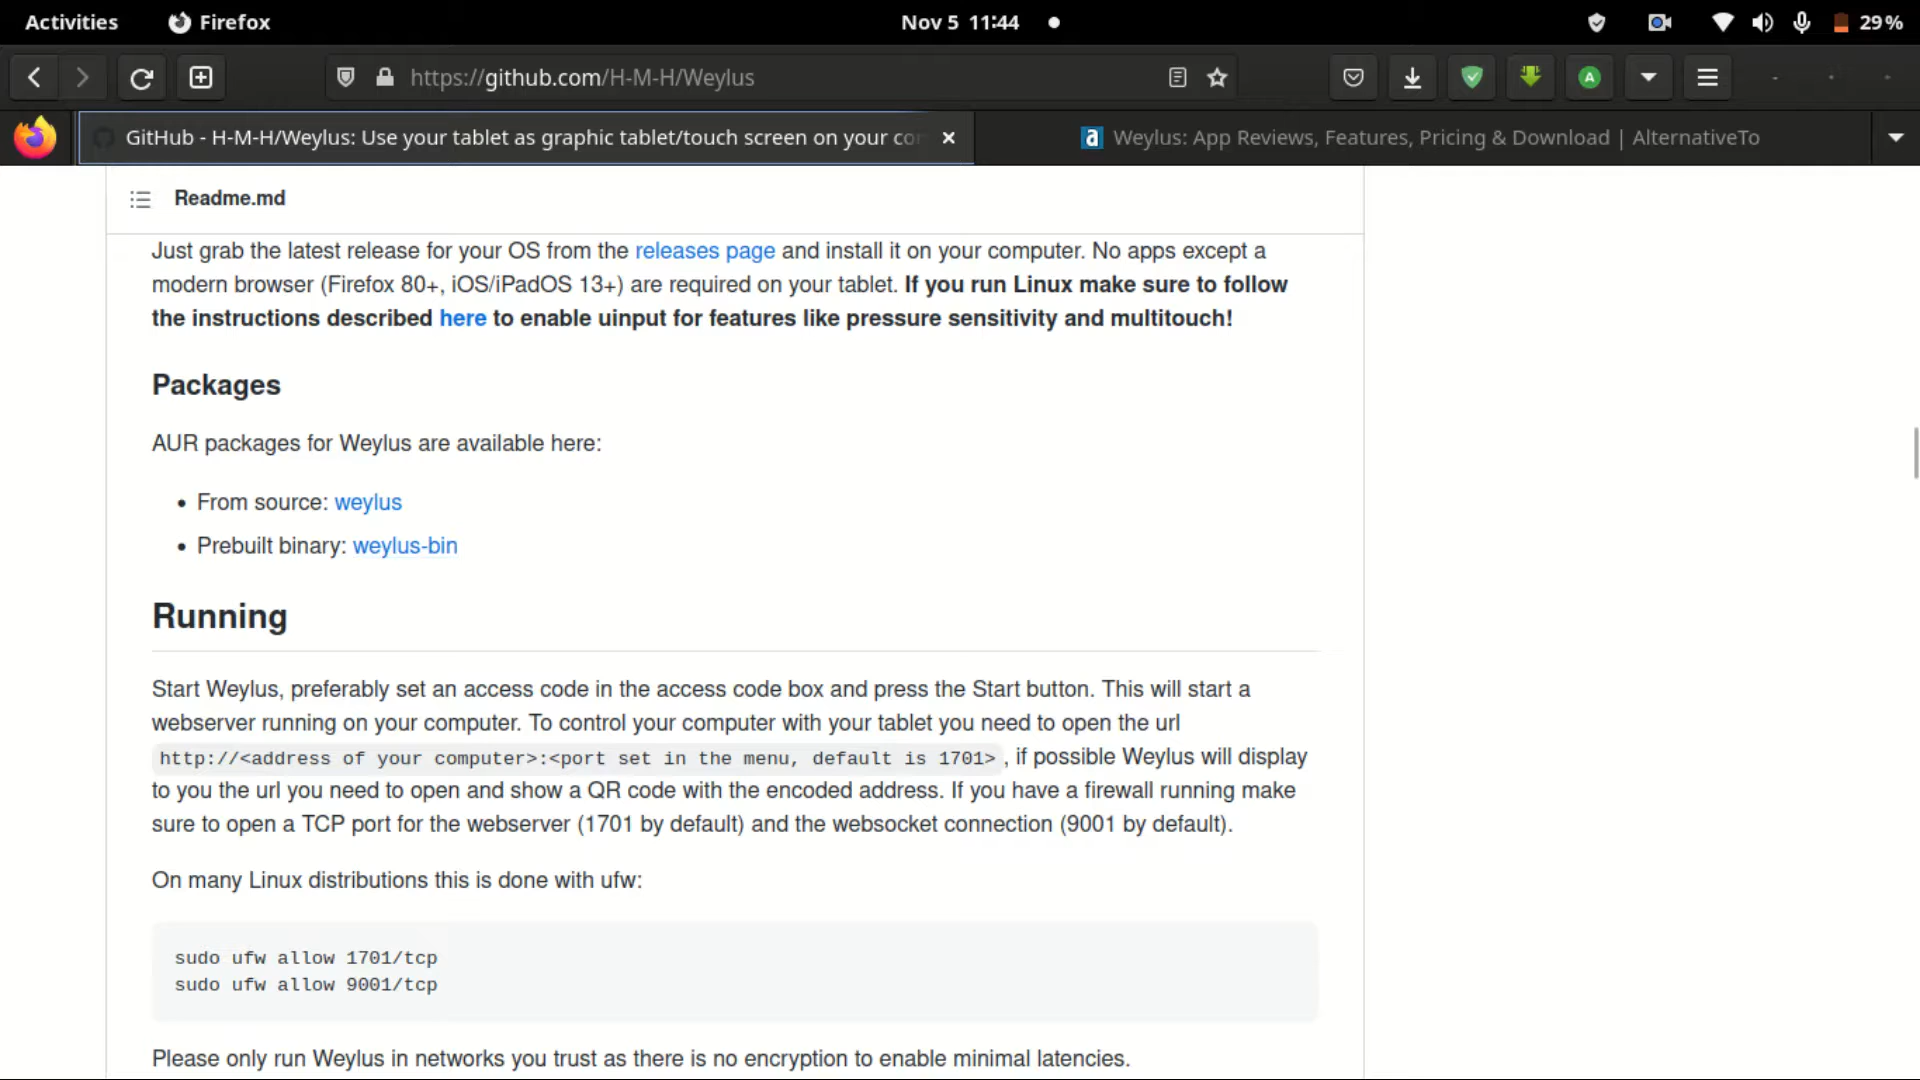 Activities Firefox Nov 5 11:44 29%
https://github.com/H-M-H/Weylus
GitHub - H-M-H/Weylus: Use your tablet as graphic tablet/touch screen on your co
Weylus: App Reviews, Features, Pricing & Download | AlternativeTo
Readme.md
Just grab the latest release for your OS from the releases page and install it on your computer. No apps except a
modern browser (Firefox 80+, iOS/iPadOS 13+) are required on your tablet. If you run Linux make sure to follow
the instructions described here to enable uinput for features like pressure sensitivity and multitouch!
Packages
AUR packages for Weylus are available here:
• From source: weylus
• Prebuilt binary: weylus-bin
Running
Start Weylus, preferably set an access code in the access code box and press the Start button. This will start a
webserver running on your computer. To control your computer with your tablet you need to open the url
http://<address of your computer>:<port set in the menu, default is 1701> , if possible Weylus will display
to you the url you need to open and show a QR code with the encoded address. If you have a firewall running make
sure to open a TCP port for the webserver (1701 by default) and the websocket connection (9001 by default).
On many Linux distributions this is done with ufw:
sudo ufw allow 1701/tcp
sudo ufw allow 9001/tcp
Please only run Weylus in networks you trust as there is no encryption to enable minimal latencies.